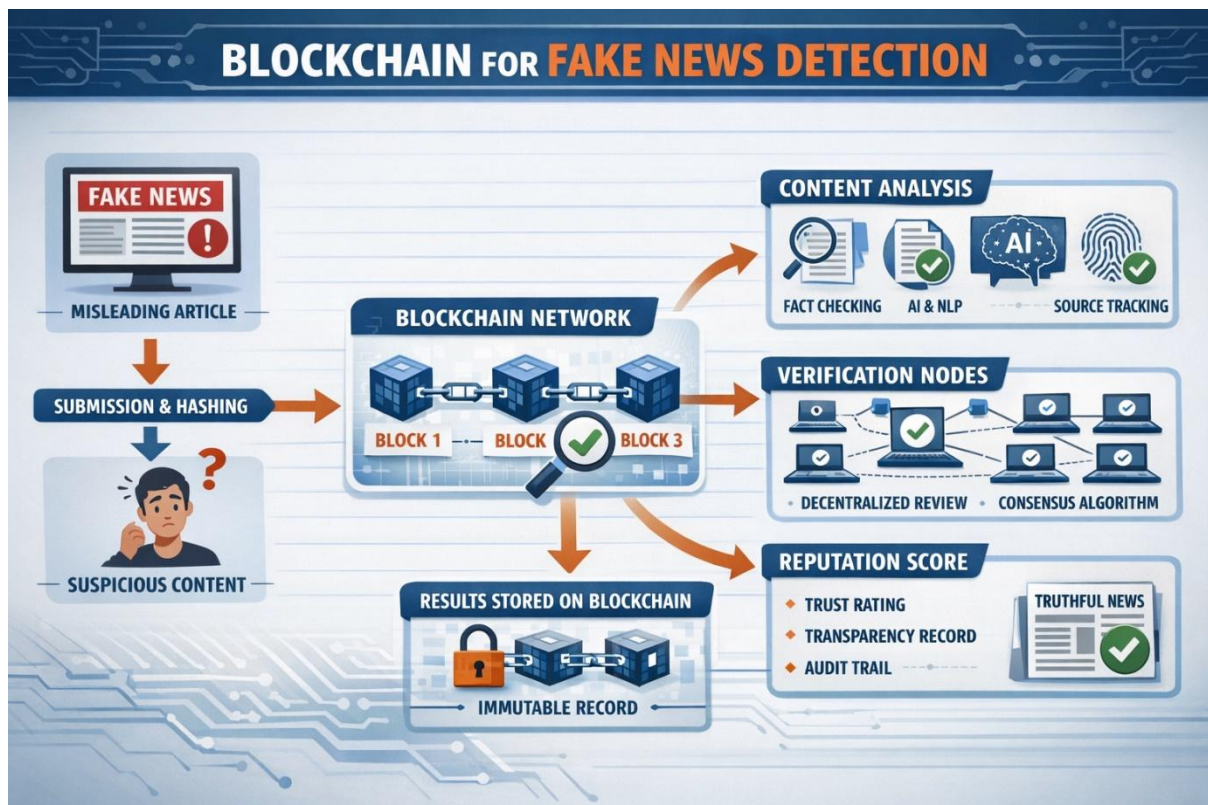 BLOCKCHAIN FOR FAKE NEWS DETECTION
FAKE NEWS
!
MISLEADING ARTICLE
SUBMISSION & HASHING
?
SUSPICIOUS CONTENT
BLOCKCHAIN NETWORK
BLOCK 1
BLOCK
BLOCK 3
RESULTS STORED ON BLOCKCHAIN
IMMUTABLE RECORD
CONTENT ANALYSIS
AI
FACT CHECKING
AI & NLP
SOURCE TRACKING
VERIFICATION NODES
• DECENTRALIZED REVIEW • CONSENSUS ALGORITHM
REPUTATION SCORE
TRUST RATING
TRANSPARENCY RECORD
AUDIT TRAIL
TRUTHFUL NEWS